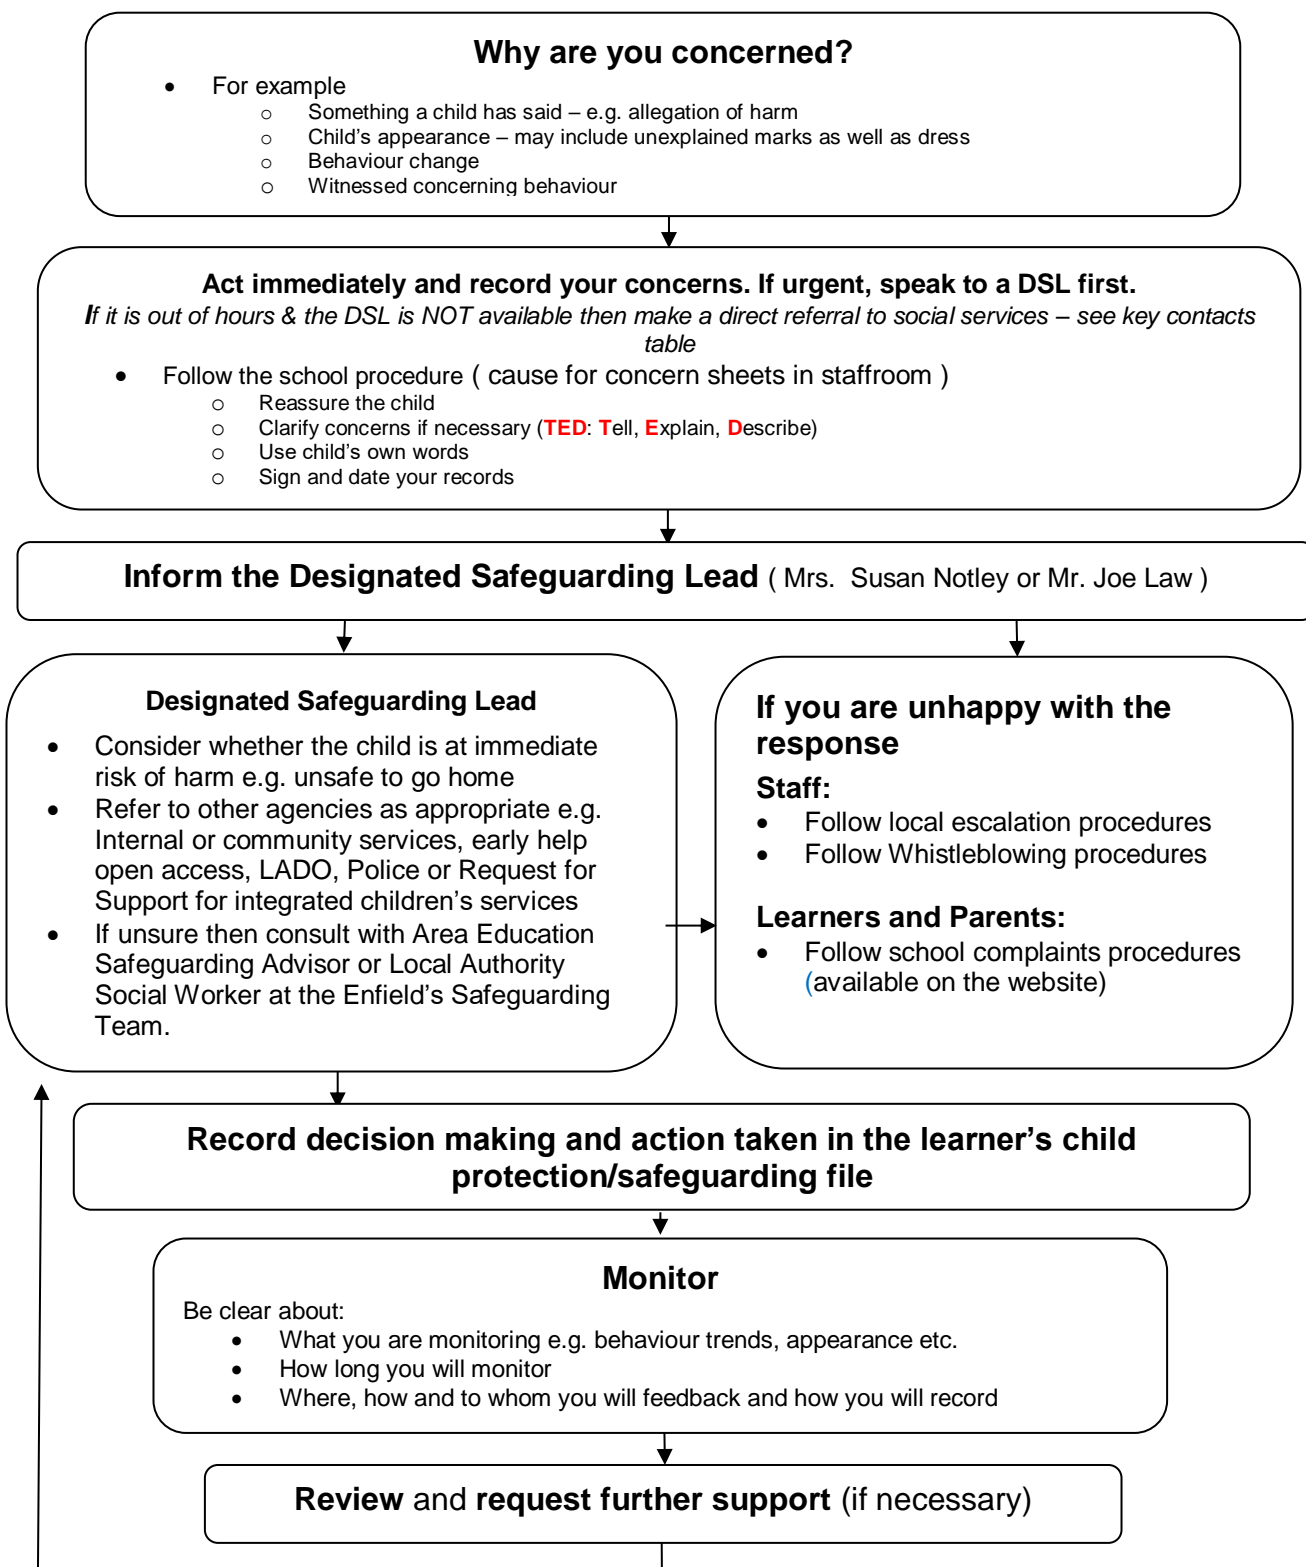 Why are you concerned?
• For example
o Something a child has said – e.g. allegation of harm
o Child's appearance – may include unexplained marks as well as dress
o Behaviour change
o Witnessed concerning behaviour
Act immediately and record your concerns. If urgent, speak to a DSL first.
If it is out of hours & the DSL is NOT available then make a direct referral to social services – see key contacts
table
• Follow the school procedure ( cause for concern sheets in staffroom )
o Reassure the child
o Clarify concerns if necessary (TED: Tell, Explain, Describe)
o Use child's own words
o Sign and date your records
Inform the Designated Safeguarding Lead ( Mrs. Susan Notley or Mr. Joe Law )
Designated Safeguarding Lead
• Consider whether the child is at immediate
risk of harm e.g. unsafe to go home
• Refer to other agencies as appropriate e.g.
Internal or community services, early help
open access, LADO, Police or Request for
Support for integrated children's services
• If unsure then consult with Area Education
Safeguarding Advisor or Local Authority
Social Worker at the Enfield's Safeguarding
Team.
If you are unhappy with the
response
Staff:
• Follow local escalation procedures
• Follow Whistleblowing procedures
Learners and Parents:
• Follow school complaints procedures
(available on the website)
Record decision making and action taken in the learner's child
protection/safeguarding file
Monitor
Be clear about:
• What you are monitoring e.g. behaviour trends, appearance etc.
• How long you will monitor
• Where, how and to whom you will feedback and how you will record
Review and request further support (if necessary)